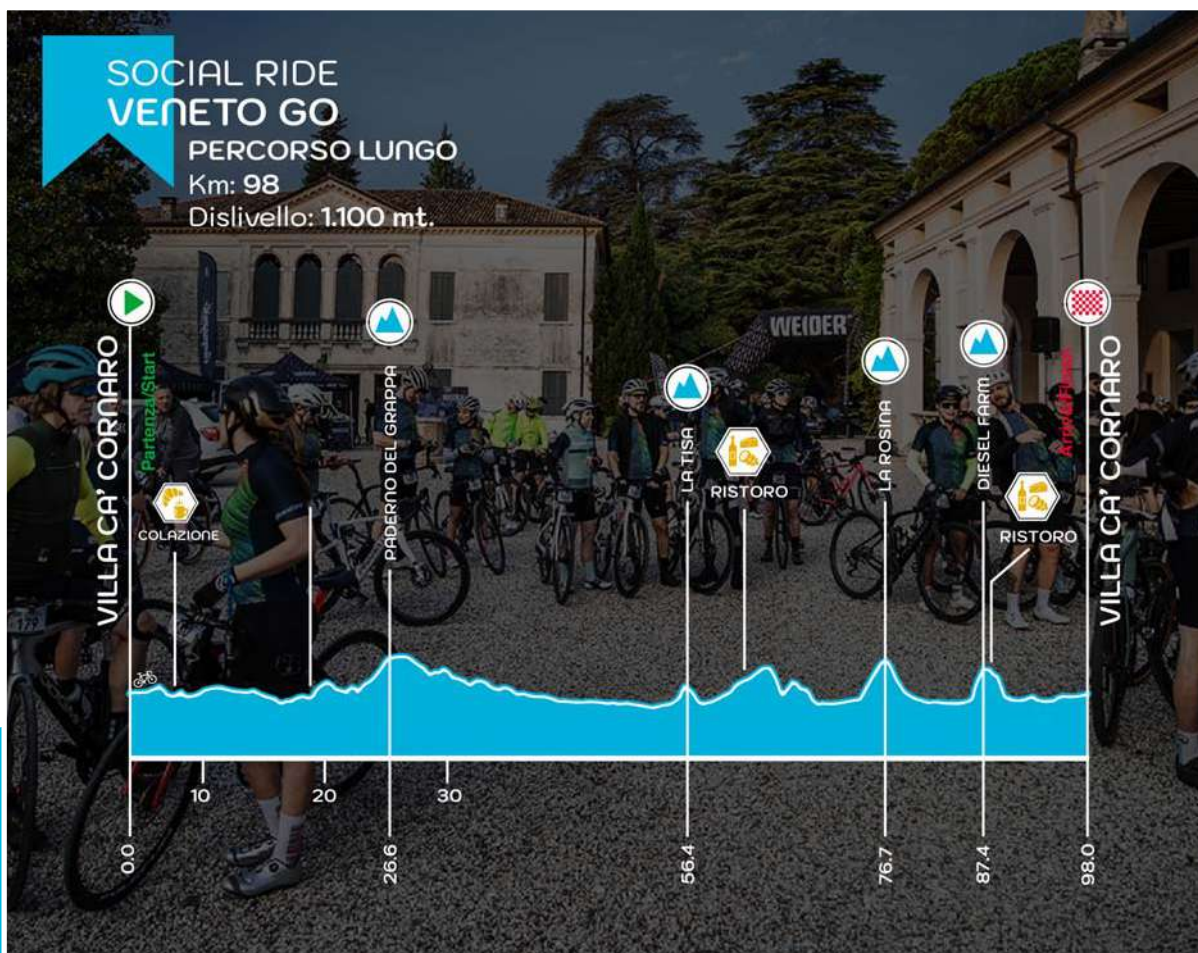 SOCIAL RIDE
VENETO GO
PERCORSO LUNGO
Km: 98
Dislivello: 1.100 mt.
WEIDER
VILLA CA' CORNARO
Partenza/Start
COLAZIONE
PADERNO DEL GRAPPA
LA TISA
RISTORO
LA ROSINA
DIESEL FARM
RISTORO
VILLA CA' CORNARO
179
10
20
30
0.0
26.6
56.4
76.7
87.4
98.0